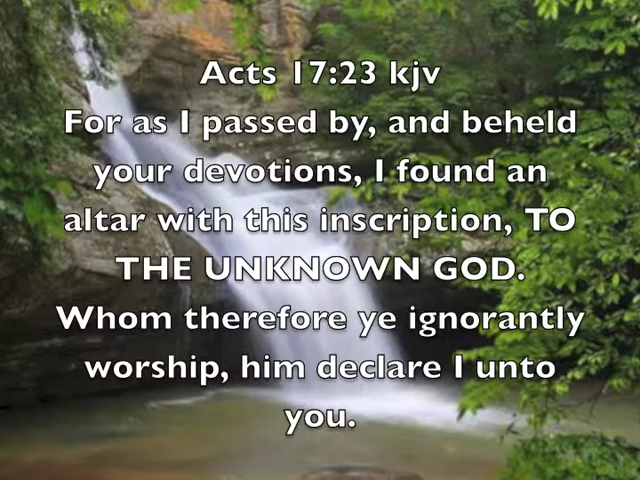 Acts 17:23 kjv
For as I passed by, and beheld
your devotions, I found an
altar with this inscription, TO
THE UNKNOWN GOD.
Whom therefore ye ignorantly
worship, him declare I unto
you.